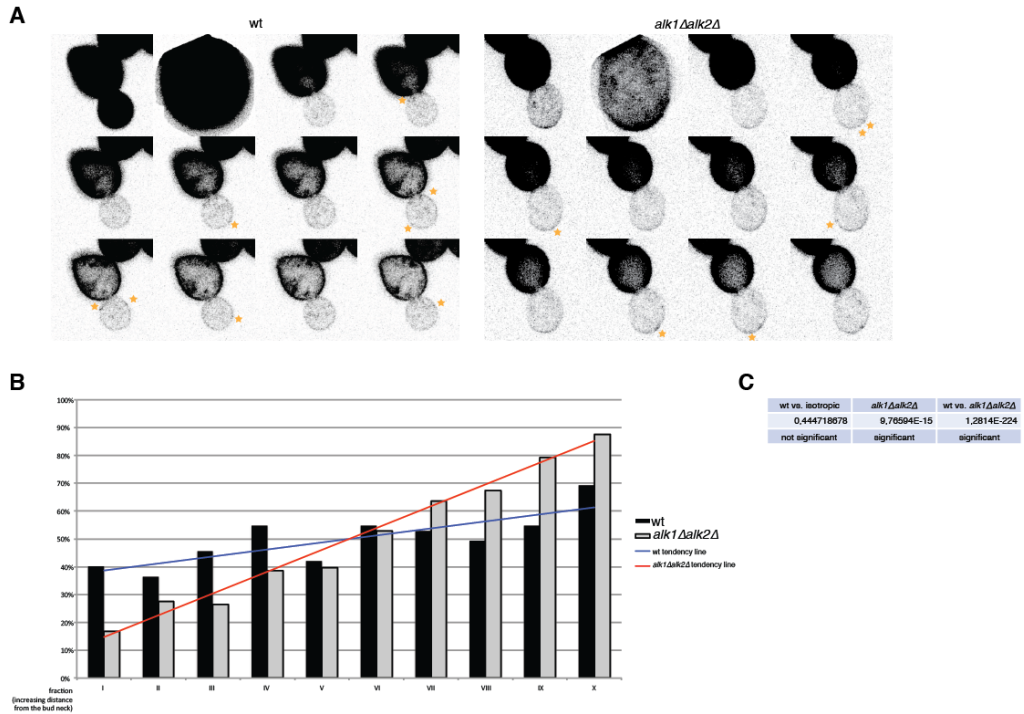 A
wt
alk1Δalk2Δ
B
100%
90%
80%
70%
60%
50%
40%
30%
20%
10%
0%
I II III IV V VI VII VIII IX X
fraction
(increasing distance
from the bud neck)
wt
alk1Δalk2Δ
wt tendency line
alk1Δalk2Δ tendency line
C
wt vs. isotropic alk1Δalk2Δ wt vs. alk1Δalk2Δ
0,444718678 9,76594E-15 1,2814E-224
not significant significant significant